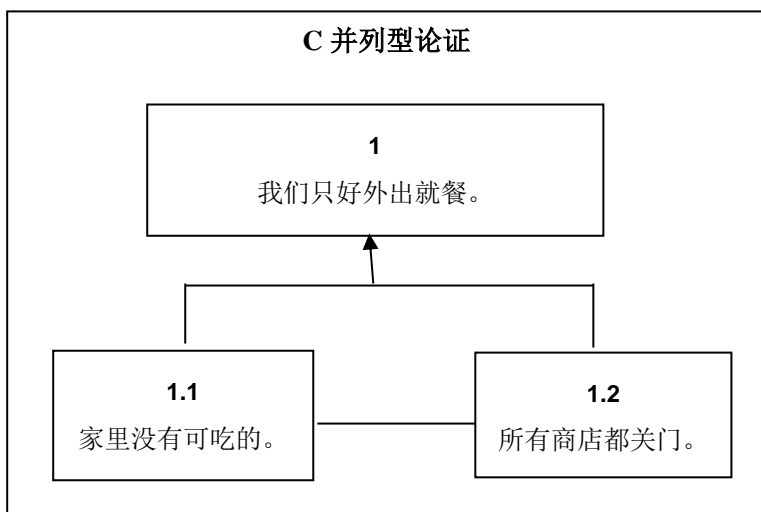 C 并列型论证
1
我们只好外出就餐。
1.1
家里没有可吃的。
1.2
所有商店都关门。